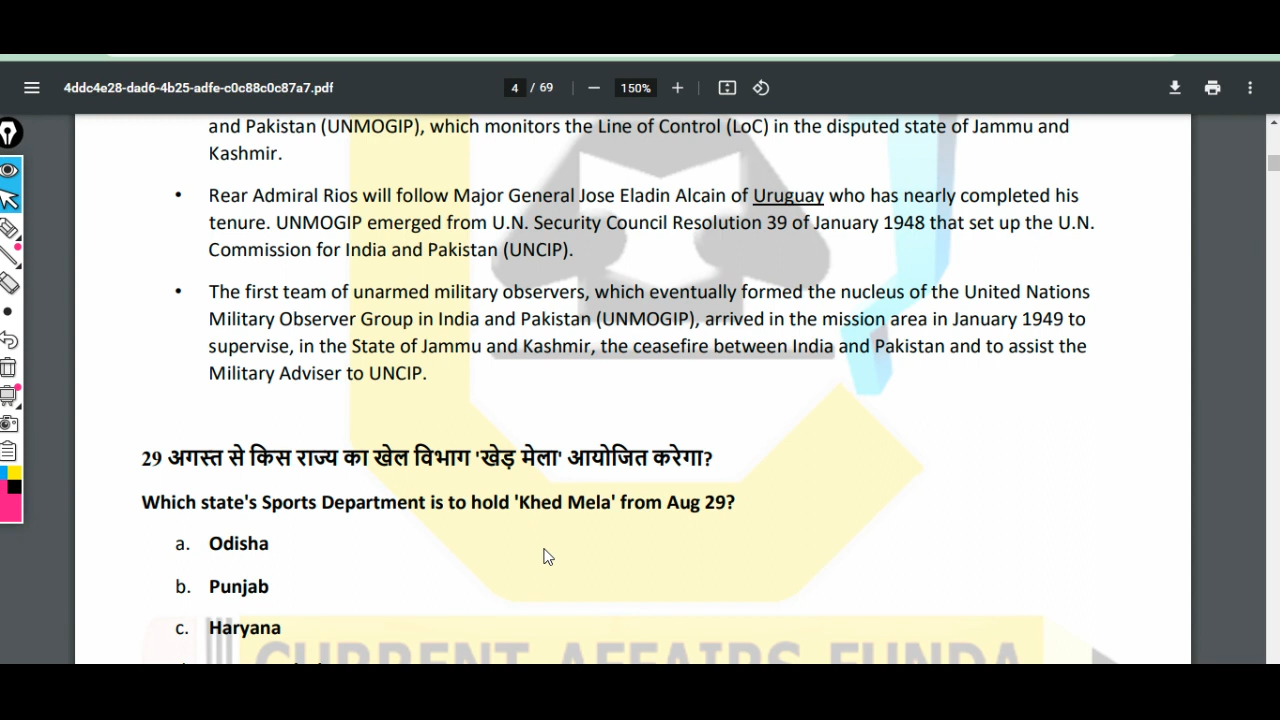 4ddc4e28-dad6-4b25-adfe-c0c88c0c87a7.pdf
4 / 69
150%
and Pakistan (UNMOGIP), which monitors the Line of Control (LoC) in the disputed state of Jammu and
Kashmir.
• Rear Admiral Rios will follow Major General Jose Eladin Alcain of Uruguay who has nearly completed his
tenure. UNMOGIP emerged from U.N. Security Council Resolution 39 of January 1948 that set up the U.N.
Commission for India and Pakistan (UNCIP).
• The first team of unarmed military observers, which eventually formed the nucleus of the United Nations
Military Observer Group in India and Pakistan (UNMOGIP), arrived in the mission area in January 1949 to
supervise, in the State of Jammu and Kashmir, the ceasefire between India and Pakistan and to assist the
Military Adviser to UNCIP.
29 अगस्त से किस राज्य का खेल विभाग 'खेड़ मेला' आयोजित करेगा?
Which state's Sports Department is to hold 'Khed Mela' from Aug 29?
a. Odisha
b. Punjab
c. Haryana
CURRENT AFFAIRS FUNDA